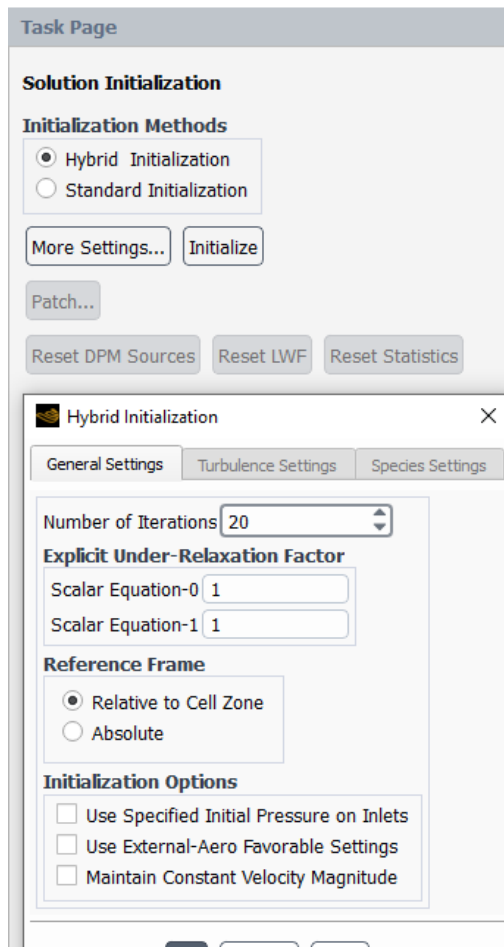 Task Page
Solution Initialization
Initialization Methods
Hybrid Initialization
Standard Initialization
More Settings... Initialize
Patch...
Reset DPM Sources Reset LWF Reset Statistics
Hybrid Initialization
General Settings Turbulence Settings Species Settings
Number of Iterations 20
Explicit Under-Relaxation Factor
Scalar Equation-0 1
Scalar Equation-1 1
Reference Frame
Relative to Cell Zone
Absolute
Initialization Options
Use Specified Initial Pressure on Inlets
Use External-Aero Favorable Settings
Maintain Constant Velocity Magnitude